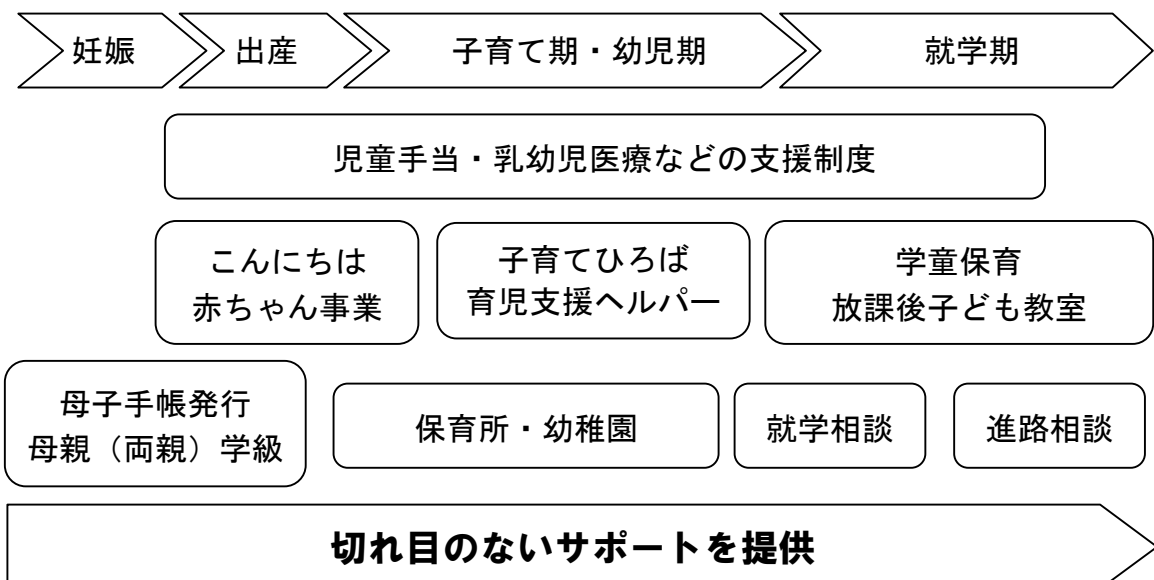 妊娠
出産
子育て期・幼児期
就学期
児童手当・乳幼児医療などの支援制度
こんにちは
赤ちゃん事業
子育てひろば
育児支援ヘルパー
学童保育
放課後子ども教室
母子手帳発行
母親（両親）学級
保育所・幼稚園
就学相談
進路相談
切れ目のないサポートを提供